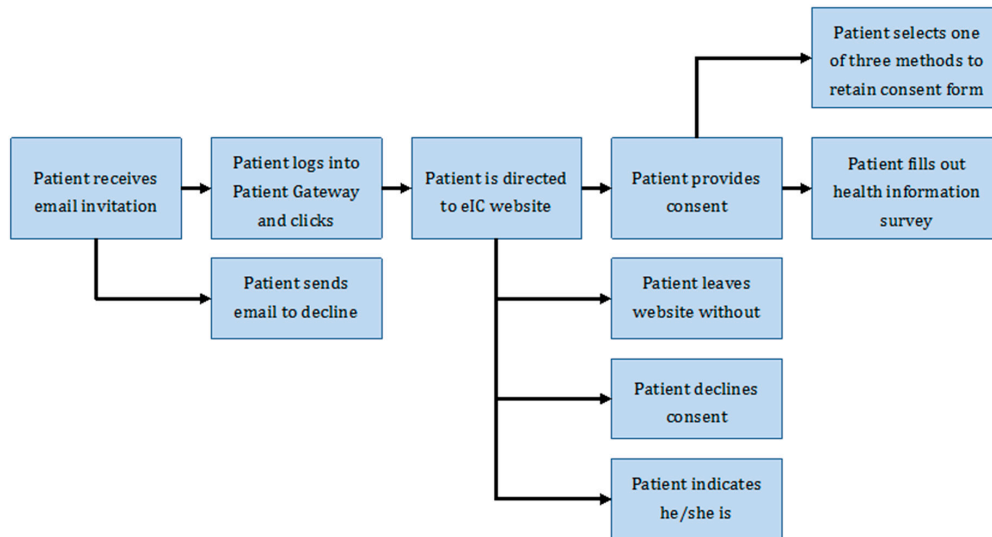 Patient selects one
of three methods to
retain consent form
Patient receives
email invitation
Patient logs into
Patient Gateway
and clicks
Patient is directed
to eIC website
Patient provides
consent
Patient fills out
health information
survey
Patient sends
email to decline
Patient leaves
website without
Patient declines
consent
Patient indicates
he/she is